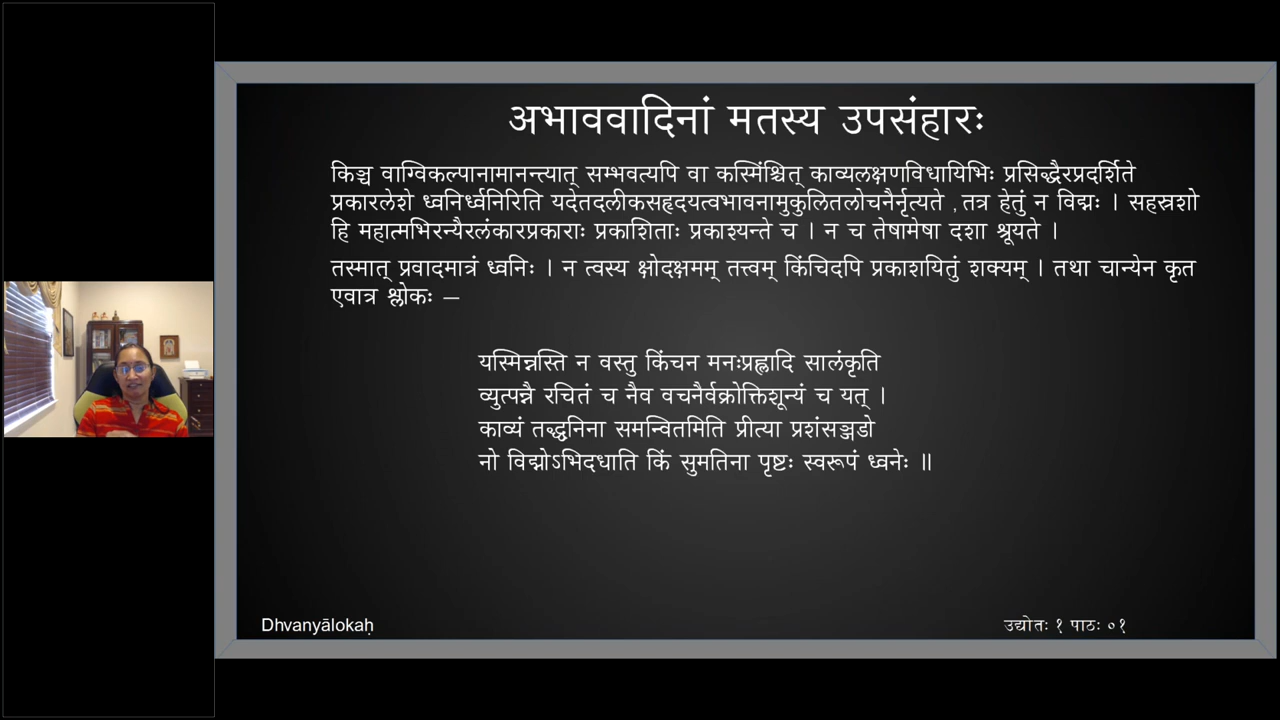 अभाववादिनां मतस्य उपसंहारः
किञ्च वाग्विकल्पानामानन्त्यात् सम्भवत्यपि वा कस्मिंश्चित् काव्यलक्षणविधायिभिः प्रसिद्धैरप्रदर्शिते
प्रकारलेशे ध्वनिर्ध्वनिरिति यदेतदलीकसहृदयत्वभावनामुकुलितलोचनैर्नृत्यते , तत्र हेतुं न विद्मः । सहस्रशो
हि महात्मभिरन्यैरलंकारप्रकाराः प्रकाशिताः प्रकाश्यन्ते च । न च तेषामेषा दशा श्रूयते ।
तस्मात् प्रवादमात्रं ध्वनिः । न त्वस्य क्षोदक्षमम् तत्त्वम् किंचिदपि प्रकाशयितुं शक्यम् । तथा चान्येन कृत
एवात्र श्लोकः –
यस्मिन्नस्ति न वस्तु किंचन मनःप्रह्लादि सालंकृति
व्युत्पन्नै रचितं च नैव वचनैर्वक्रोक्तिशून्यं च यत् ।
काव्यं तद्ध्वनिना समन्वितमिति प्रीत्या प्रशंसञ्जडो
नो विद्मोऽभिदधाति किं सुमतिना पृष्टः स्वरूपं ध्वनेः ॥
Dhvanyālokaḥ
उद्योतः १ पाठः ०१